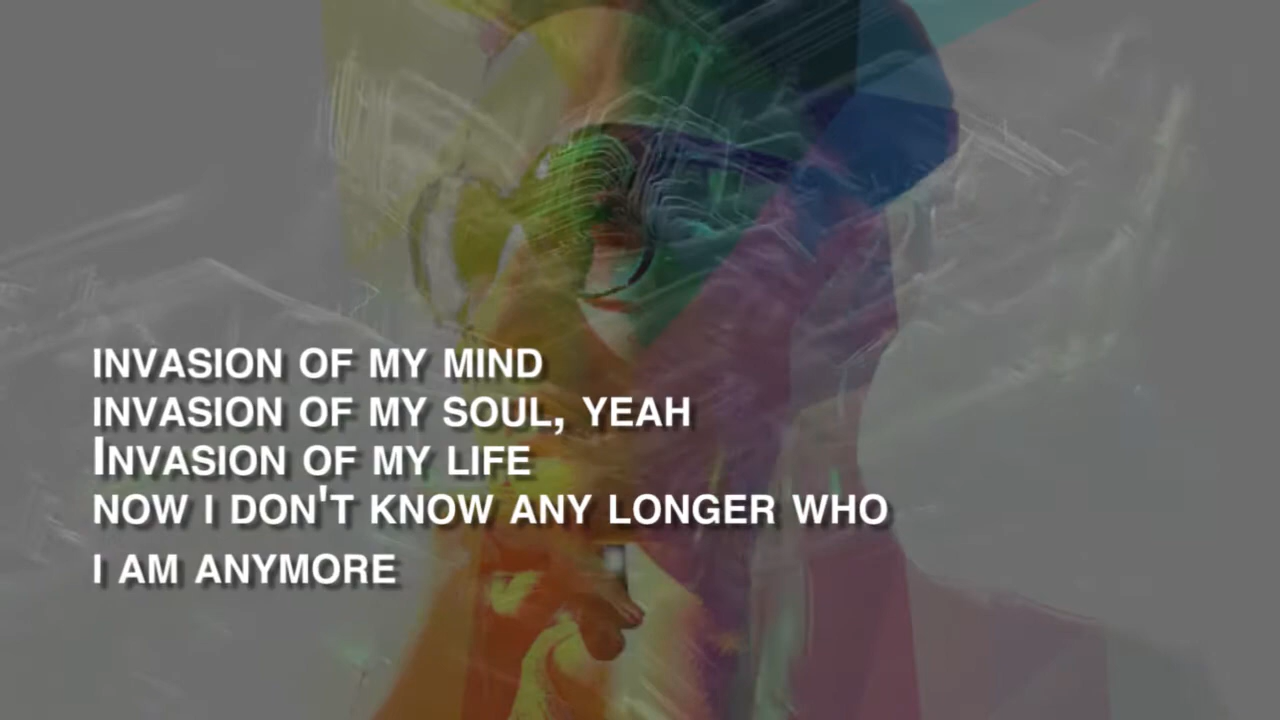 INVASION OF MY MIND
INVASION OF MY SOUL, YEAH
INVASION OF MY LIFE
NOW I DON'T KNOW ANY LONGER WHO
I AM ANYMORE